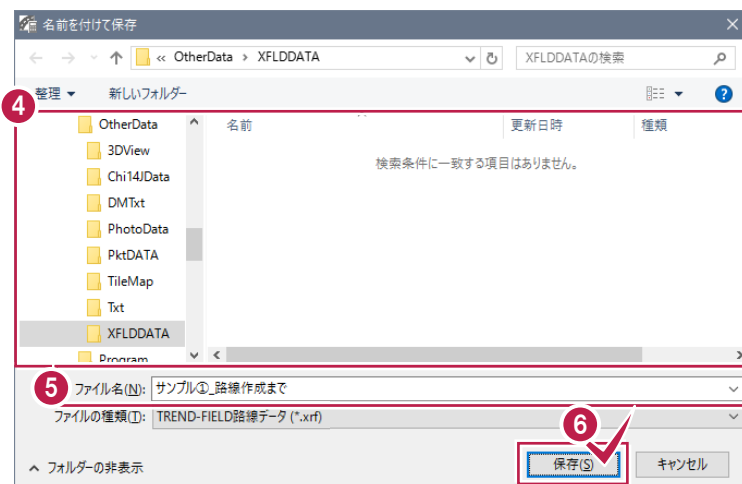 名前を付けて保存
« OtherData › XFLDDATA
XFLDDATAの検索
整理 ▼ 新しいフォルダー
4
OtherData
名前 更新日時 種類
3DView
検索条件に一致する項目はありません。
Chi14JData
DMTxt
PhotoData
PktDATA
TileMap
Txt
XFLDDATA
Program
5
ファイル名(N): サンプル①_路線作成まで
ファイルの種類(T): TREND-FIELD路線データ (*.xrf)
6
フォルダーの非表示
保存(S) キャンセル